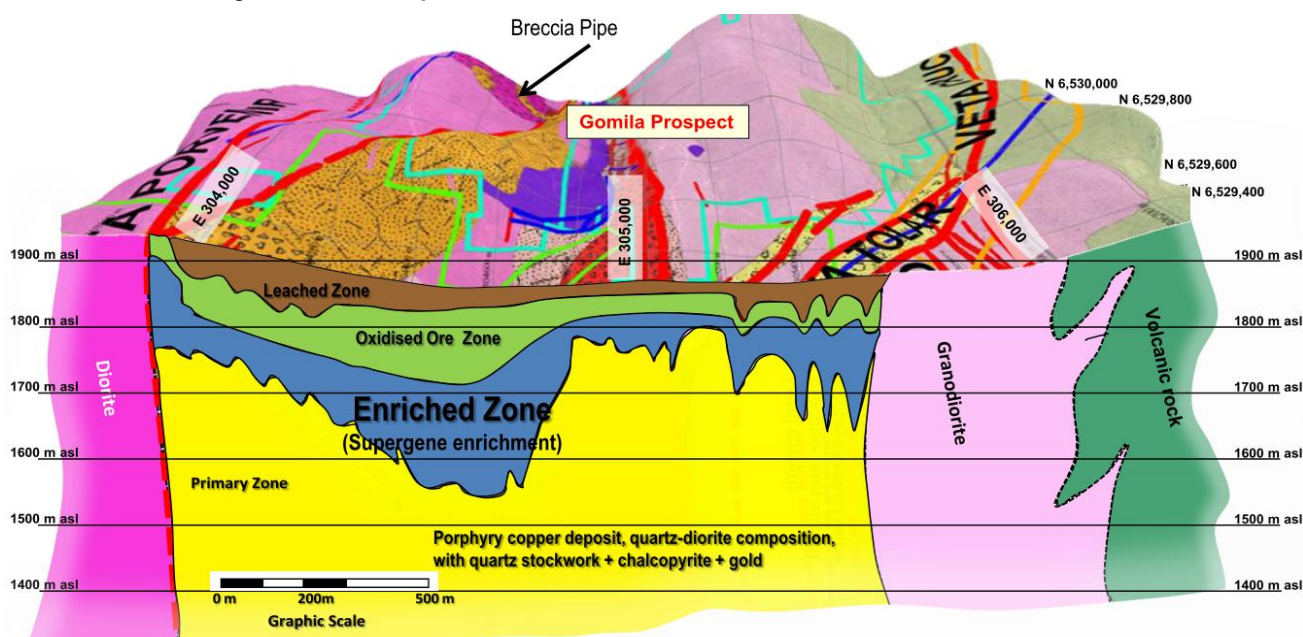 Breccia Pipe
Gomila Prospect
N 6,530,000
N 6,529,800
N 6,529,600
N 6,529,400
A PORVENIR
VETA
AUC
E 304,000
E 305,000
E 306,000
A TOLAR
1900 m asl
1900 m asl
Leached Zone
1800 m asl
1800 m asl
Oxidised Ore Zone
Diorite
Granodiorite
Volcanic rock
1700 m asl
1700 m asl
Enriched Zone
(Supergene enrichment)
1600 m asl
1600 m asl
Primary Zone
1500 m asl
1500 m asl
Porphyry copper deposit, quartz-diorite composition,
with quartz stockwork + chalcopyrite + gold
1400 m asl
1400 m asl
0 m 200m 500 m
Graphic Scale